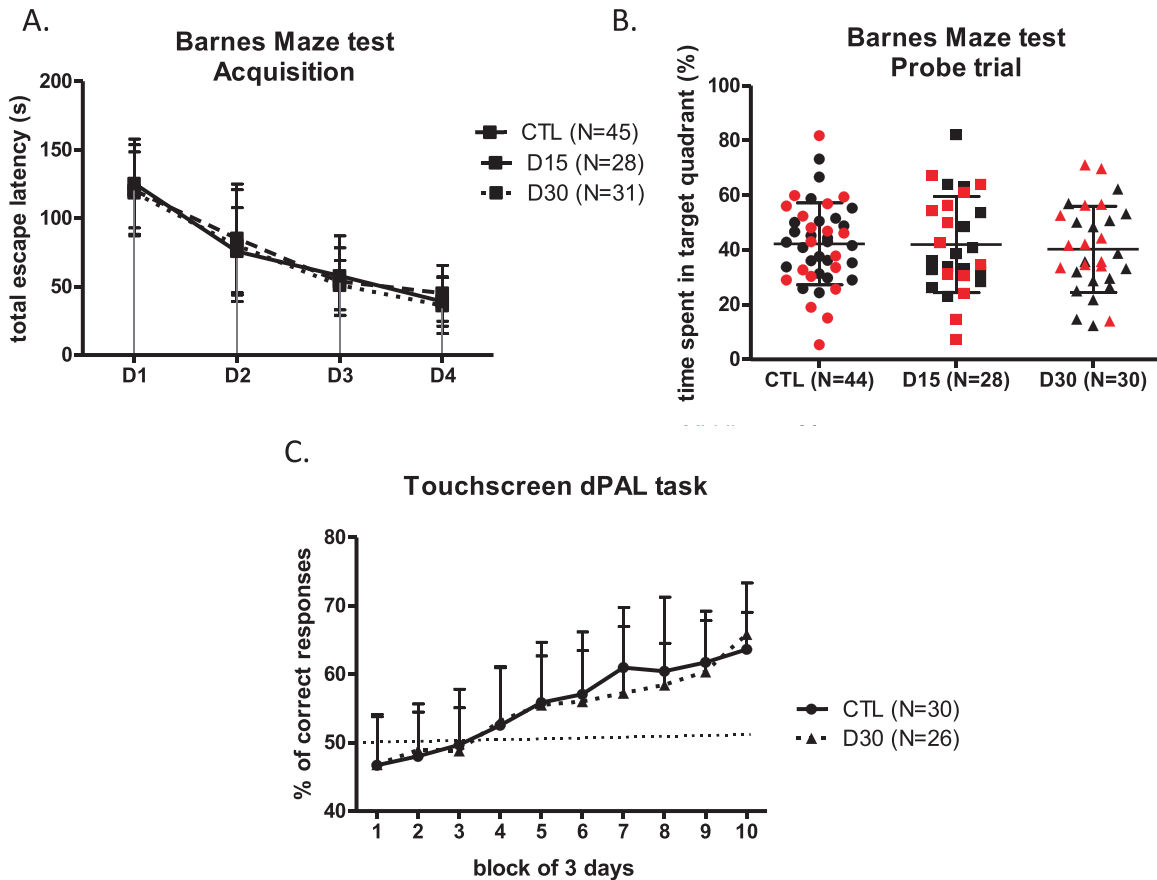 A.
Barnes Maze test
Acquisition
total escape latency (s)
200
150
100
50
0
D1 D2 D3 D4
CTL (N=45)
D15 (N=28)
D30 (N=31)
B.
Barnes Maze test
Probe trial
time spent in target quadrant (%)
100
80
60
40
20
0
CTL (N=44) D15 (N=28) D30 (N=30)
C.
Touchscreen dPAL task
% of correct responses
80
70
60
50
40
1 2 3 4 5 6 7 8 9 10
block of 3 days
CTL (N=30)
D30 (N=26)